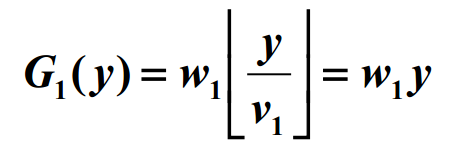 G₁(y) = w₁⌊y/v₁⌋ = w₁y